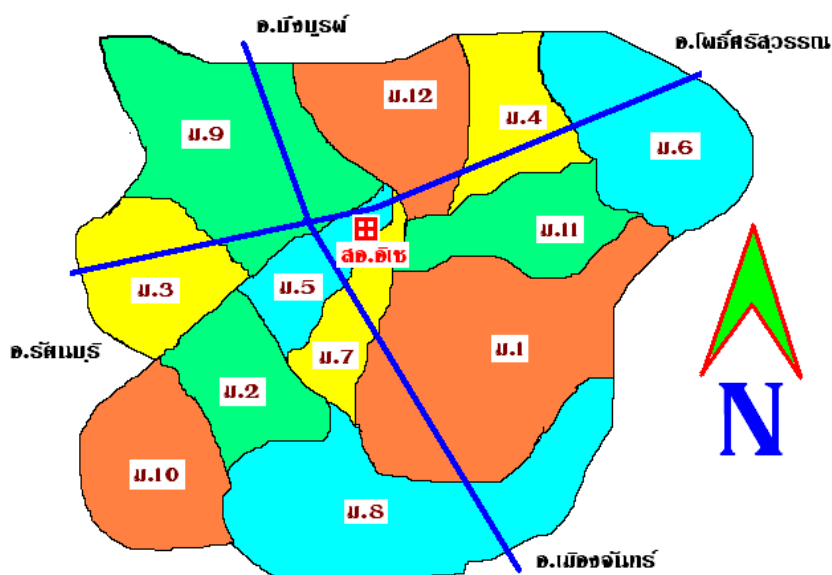 อ.บึงบูรพ์
อ.โพธิ์ศรีสุวรรณ
ม.12
ม.4
ม.9
ม.6
ม.11
สอ.อีเซ
ม.3
ม.5
อ.รัตนบุรี
ม.7
ม.1
ม.2
N
ม.10
ม.8
อ.เมืองจันทร์